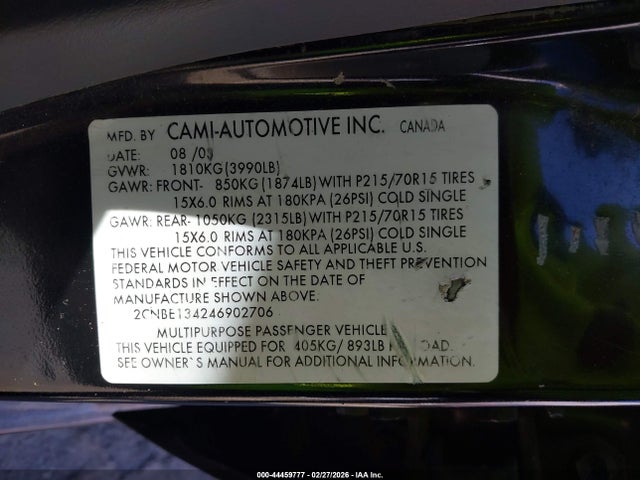 MFD. BY CAMI-AUTOMOTIVE INC. CANADA
DATE: 08 /03
GVWR: 1810KG(3990LB)
GAWR: FRONT- 850KG (1874LB) WITH P215/70R15 TIRES
15X6.0 RIMS AT 180KPA (26PSI) COLD SINGLE
GAWR: REAR- 1050KG (2315LB) WITH P215/70R15 TIRES
15X6.0 RIMS AT 180KPA (26PSI) COLD SINGLE
THIS VEHICLE CONFORMS TO ALL APPLICABLE U.S.
FEDERAL MOTOR VEHICLE SAFETY AND THEFT PREVENTION
STANDARDS IN EFFECT ON THE DATE OF
MANUFACTURE SHOWN ABOVE.
2CNBE134246902706
MULTIPURPOSE PASSENGER VEHICLE
THIS VEHICLE EQUIPPED FOR 405KG/ 893LB
SEE OWNER`S MANUAL FOR ADDITIONAL INFORMATION.
000-44459777 - 02/27/2026 - IAA Inc.